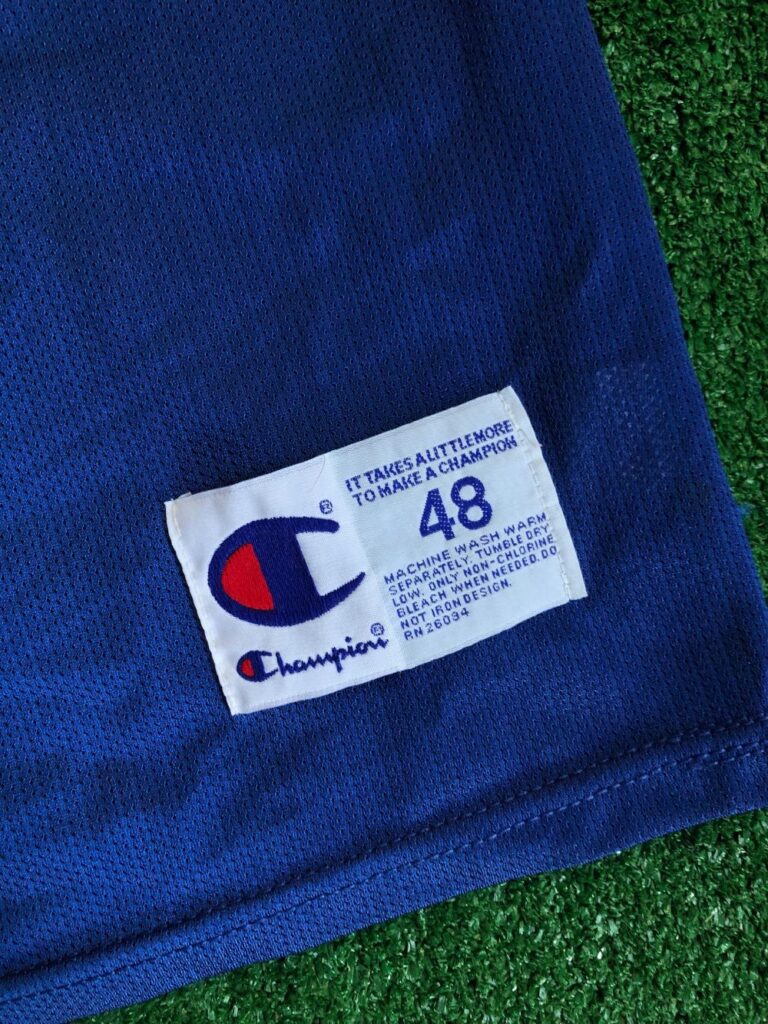 IT TAKES A LITTLE MORE
TO MAKE A CHAMPION
48
MACHINE WASH WARM
SEPARATELY. TUMBLE DRY
LOW. ONLY NON-CHLORINE
BLEACH WHEN NEEDED. DO
NOT IRON DESIGN.
RN 26094
®
Champion®